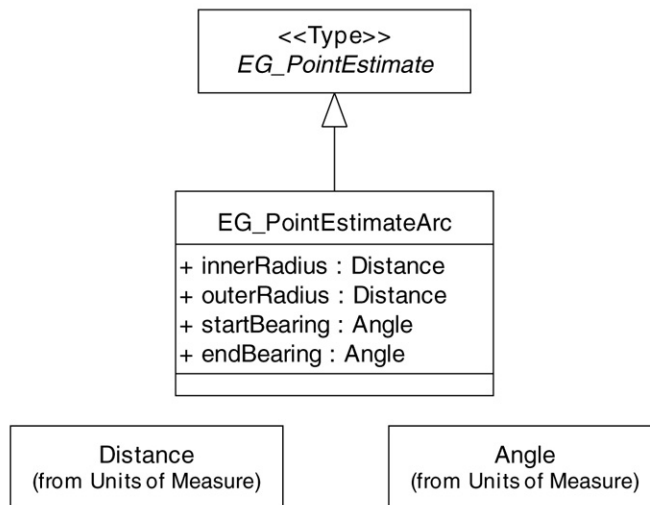 <<Type>>
EG_PointEstimate
EG_PointEstimateArc
+ innerRadius : Distance
+ outerRadius : Distance
+ startBearing : Angle
+ endBearing : Angle
Distance
(from Units of Measure)
Angle
(from Units of Measure)